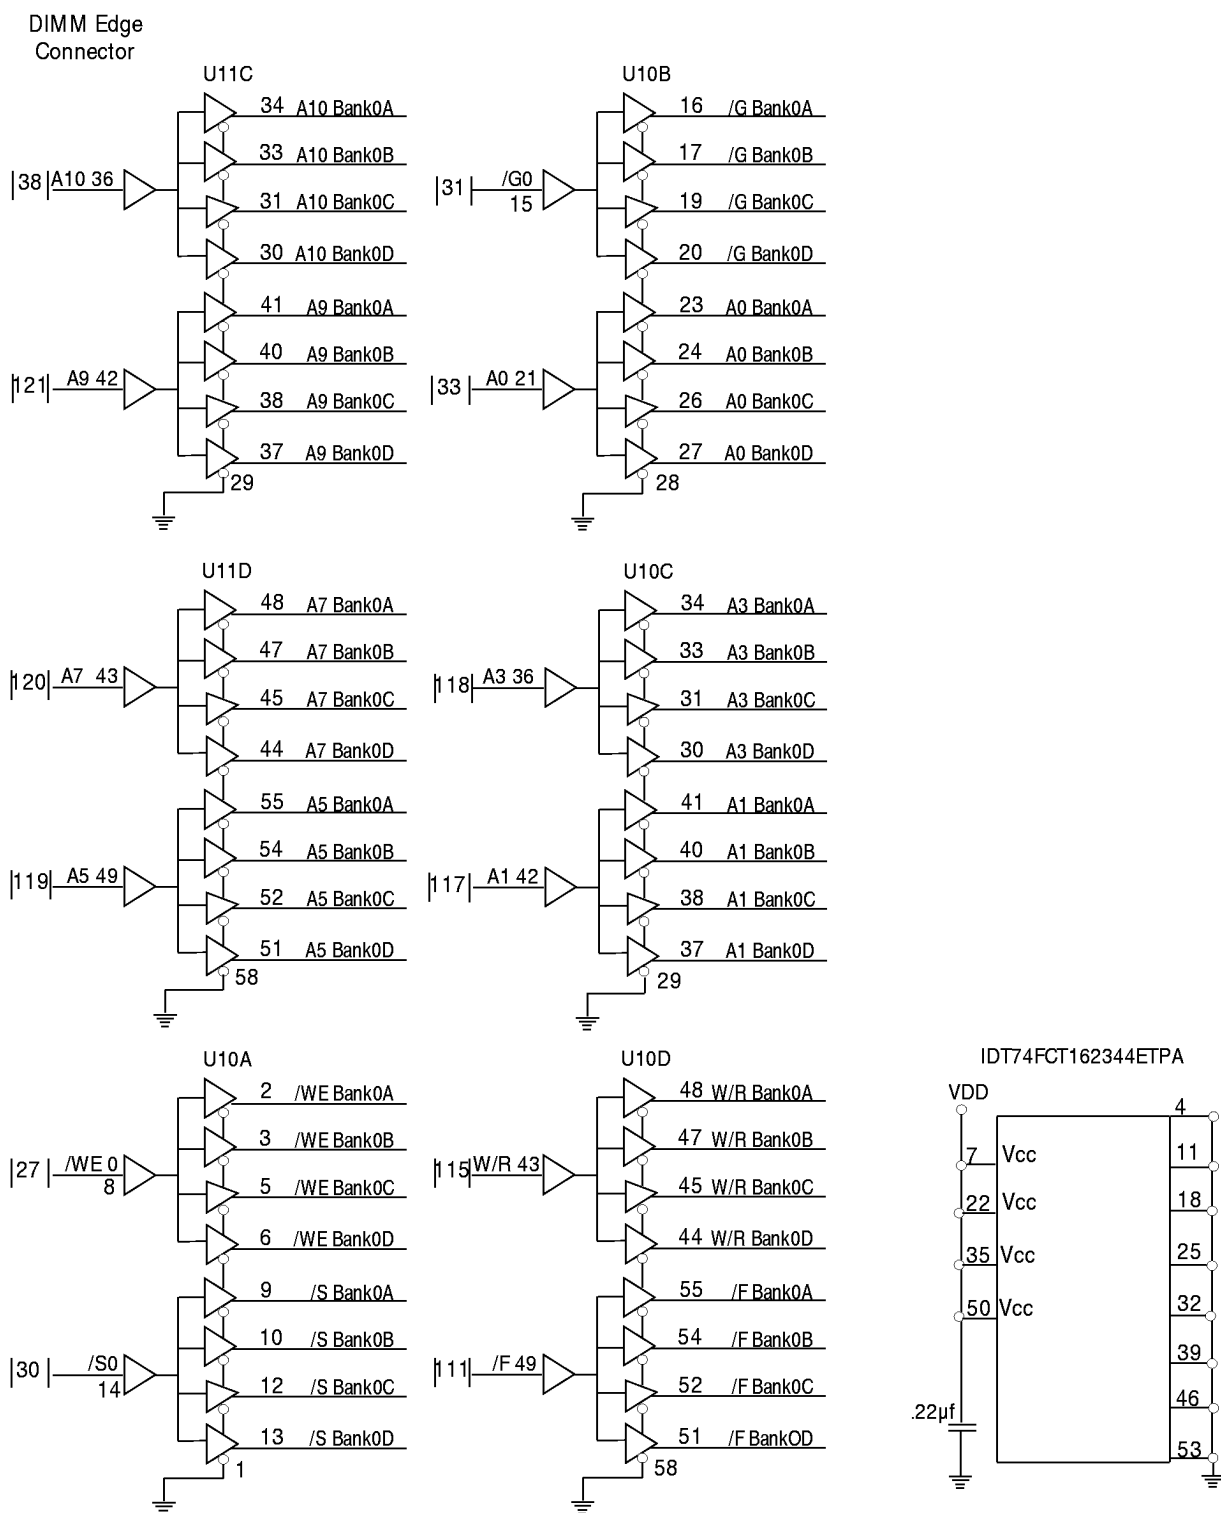 DIMM Edge
Connector
U11C
34 A10 Bank0A
33 A10 Bank0B
|38| A10 36
31 A10 Bank0C
30 A10 Bank0D
41 A9 Bank0A
40 A9 Bank0B
|121| A9 42
38 A9 Bank0C
37 A9 Bank0D
29
U10B
16 /G Bank0A
17 /G Bank0B
|31| /G0
15
19 /G Bank0C
20 /G Bank0D
23 A0 Bank0A
24 A0 Bank0B
|33| A0 21
26 A0 Bank0C
27 A0 Bank0D
28
U11D
48 A7 Bank0A
47 A7 Bank0B
|120| A7 43
45 A7 Bank0C
44 A7 Bank0D
55 A5 Bank0A
54 A5 Bank0B
|119| A5 49
52 A5 Bank0C
51 A5 Bank0D
58
U10C
34 A3 Bank0A
33 A3 Bank0B
|118| A3 36
31 A3 Bank0C
30 A3 Bank0D
41 A1 Bank0A
40 A1 Bank0B
|117| A1 42
38 A1 Bank0C
37 A1 Bank0D
29
U10A
2 /WE Bank0A
3 /WE Bank0B
|27| /WE 0
8
5 /WE Bank0C
6 /WE Bank0D
9 /S Bank0A
10 /S Bank0B
|30| /S0
14
12 /S Bank0C
13 /S Bank0D
1
U10D
48 W/R Bank0A
47 W/R Bank0B
|115| W/R 43
45 W/R Bank0C
44 W/R Bank0D
55 /F Bank0A
54 /F Bank0B
|111| /F 49
52 /F Bank0C
51 /F BankOD
58
IDT74FCT162344ETPA
VDD
4
7 Vcc
11
22 Vcc
18
35 Vcc
25
50 Vcc
32
39
46
.22µf
53